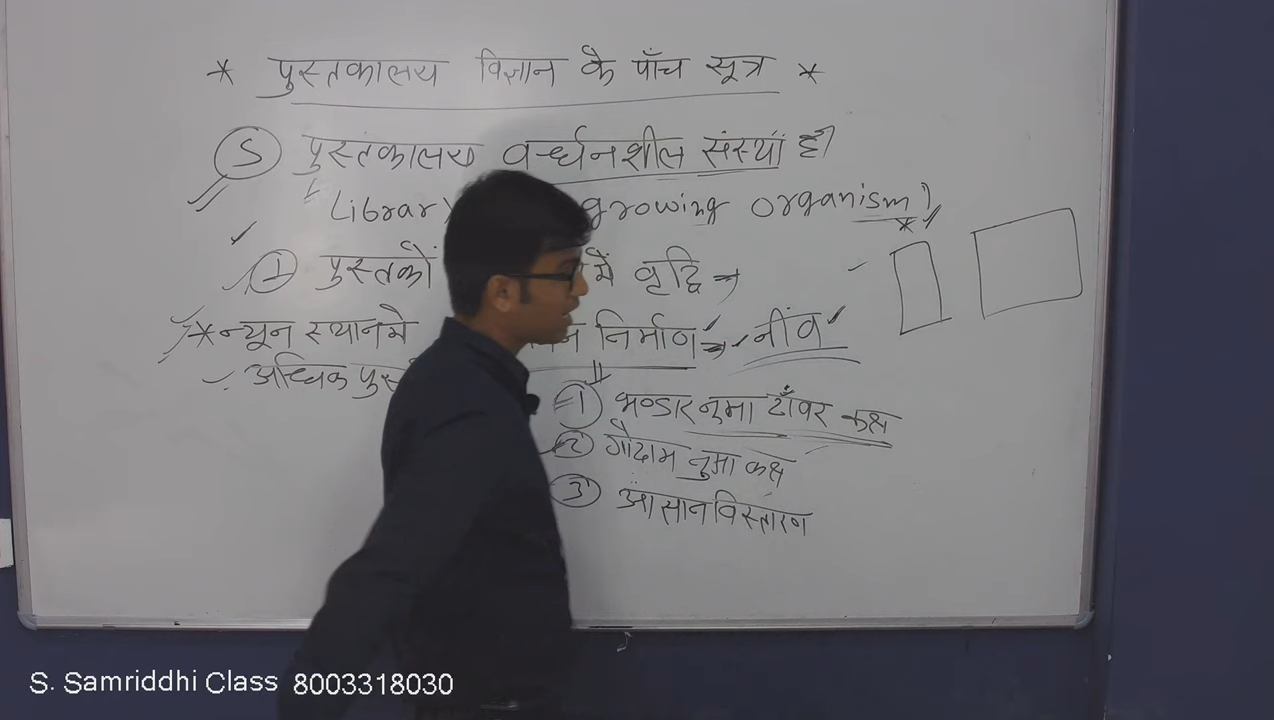 * पुस्तकालय विज्ञान के पाँच सूत्र *
5 पुस्तकालय वर्ध्धनशील संस्था है
" Library growing organism)
1 पुस्तकों में वृद्धि →
* न्यून स्थान में निर्माण → नींव
अधिक
1 भण्डारनुमा टाँवर कक्ष
2 गौदाम नुमा कक्ष
3 आसान विस्तारण
S. Samriddhi Class 8003318030